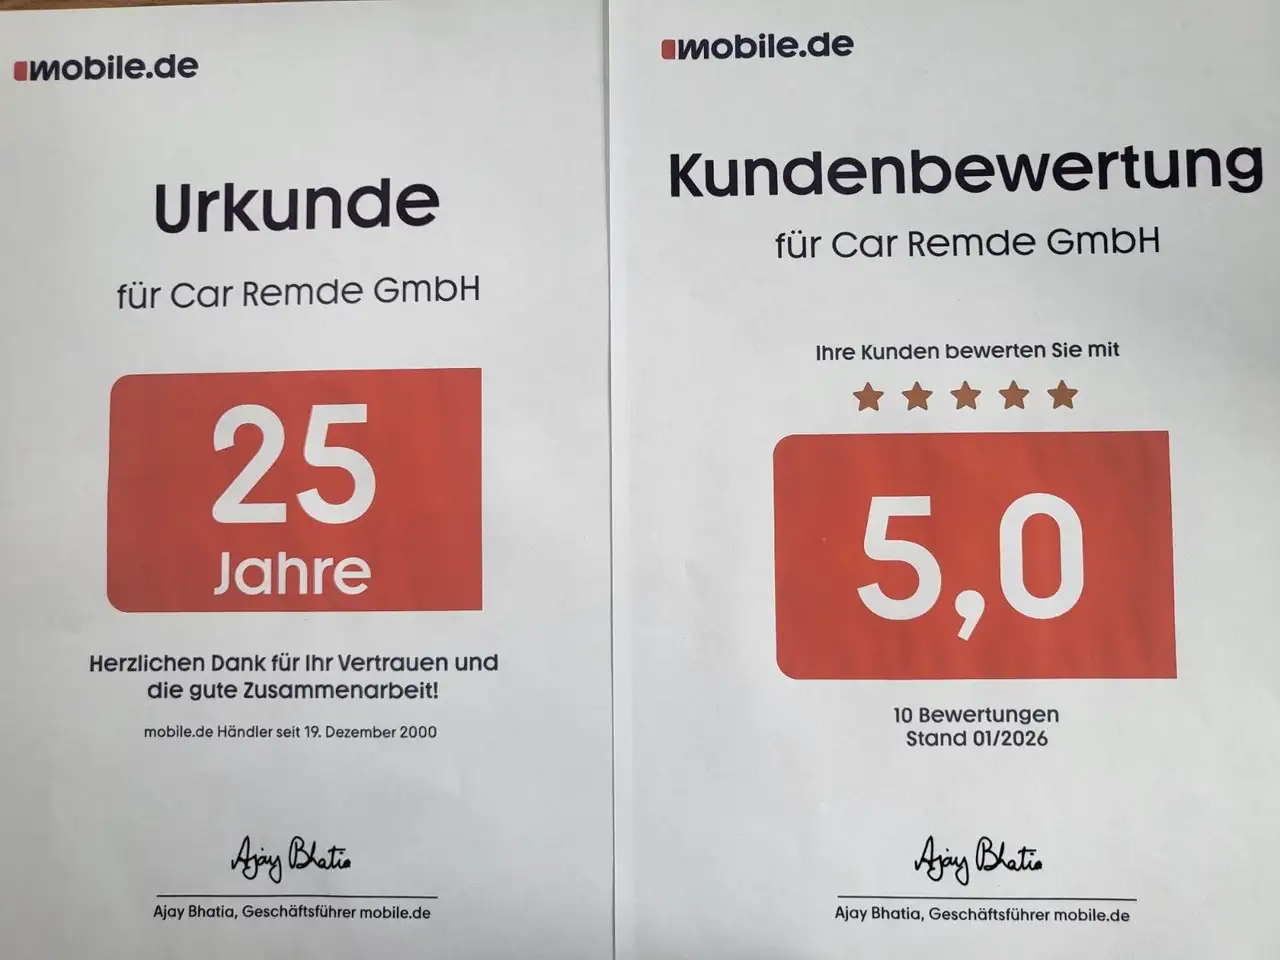 mobile.de
Urkunde
für Car Remde GmbH
25
Jahre
Herzlichen Dank für Ihr Vertrauen und
die gute Zusammenarbeit!
mobile.de Händler seit 19. Dezember 2000
Ajay Bhatia
Ajay Bhatia, Geschäftsführer mobile.de
mobile.de
Kundenbewertung
für Car Remde GmbH
Ihre Kunden bewerten Sie mit
5,0
10 Bewertungen
Stand 01/2026
Ajay Bhatia
Ajay Bhatia, Geschäftsführer mobile.de